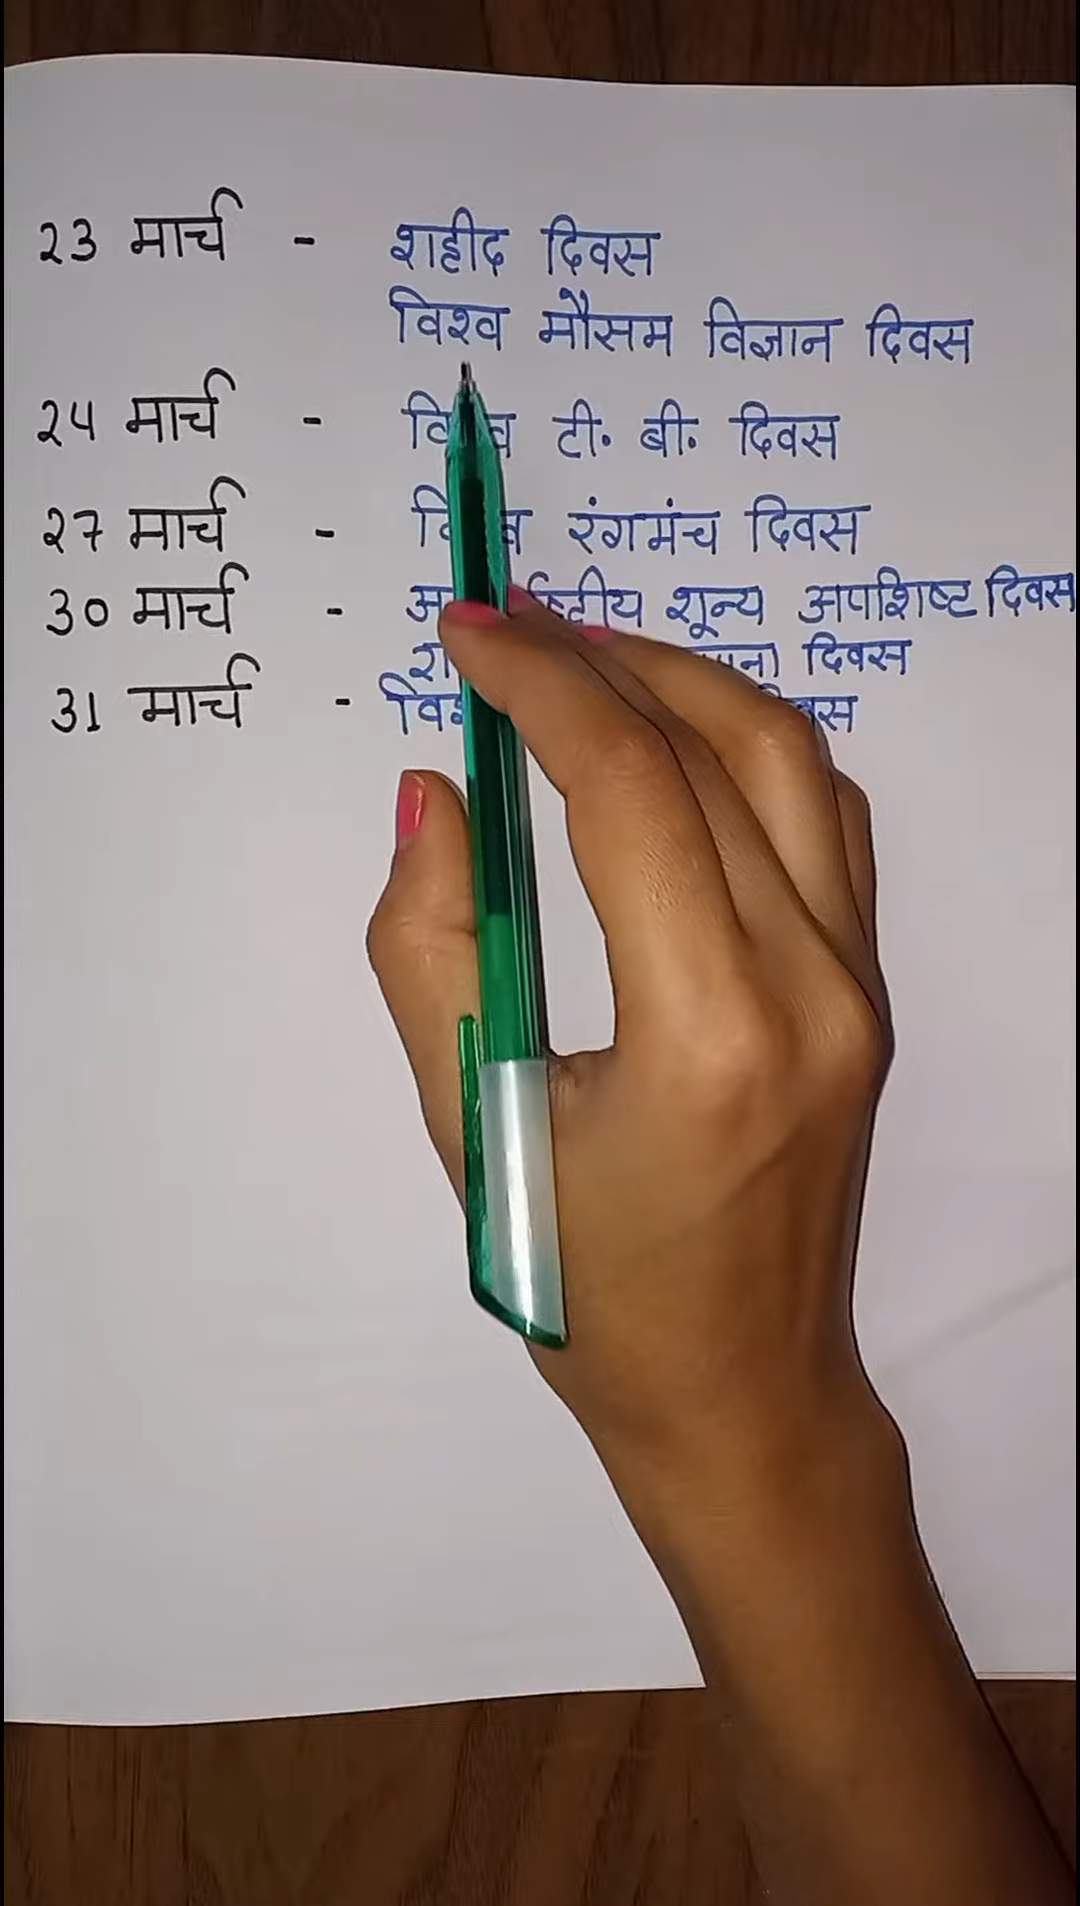 23 मार्च - शहीद दिवस
विश्व मौसम विज्ञान दिवस
24 मार्च - टी. बी. दिवस
27 मार्च - रंगमंच दिवस
30 मार्च - शून्य अपशिष्ट दिवस
दिवस
31 मार्च -